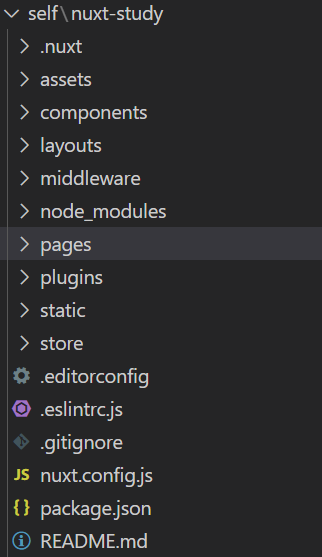 self\nuxt-study
.nuxt
assets
components
layouts
middleware
node_modules
pages
plugins
static
store
.editorconfig
.eslintrc.js
.gitignore
JS nuxt.config.js
{} package.json
README.md